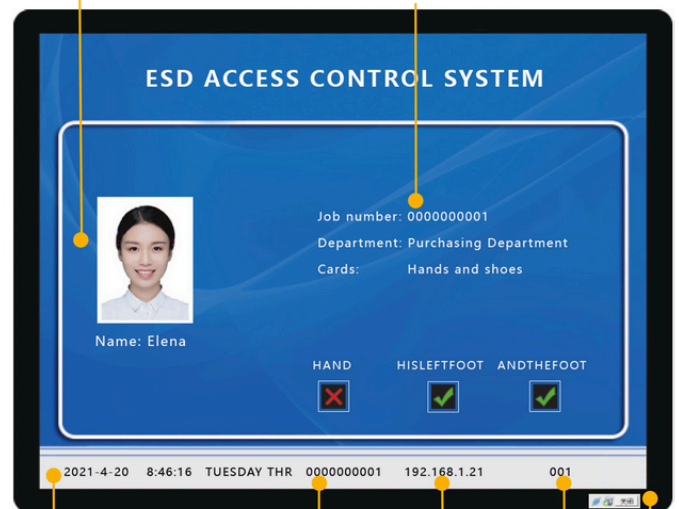 ESD ACCESS CONTROL SYSTEM
Job number: 0000000001
Department: Purchasing Department
Cards: Hands and shoes
Name: Elena
HAND HISLEFTFOOT ANDTHEFOOT
2021-4-20 8:46:16 TUESDAY THR 0000000001 192.168.1.21 001